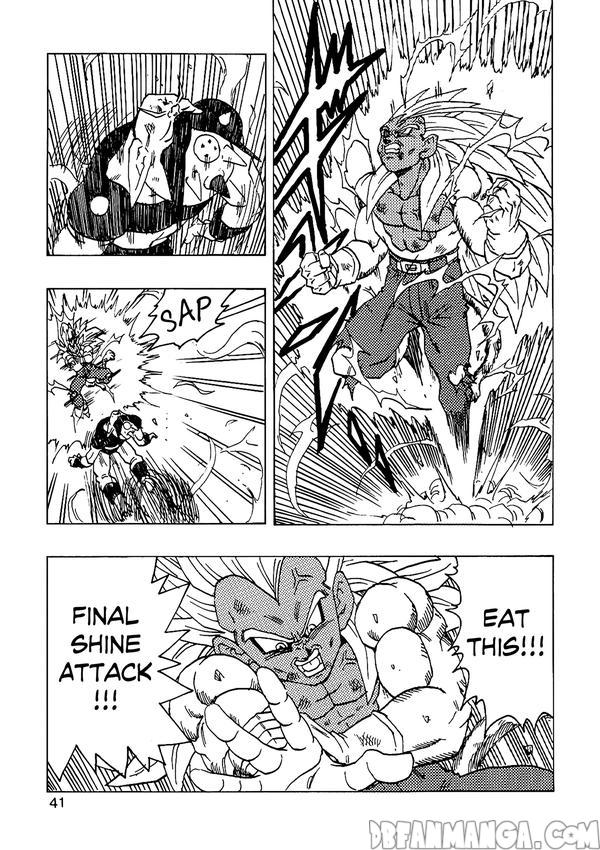 SAP
FINAL
SHINE
ATTACK
!!!
EAT
THIS!!!
41
DBFANMANGA.COM